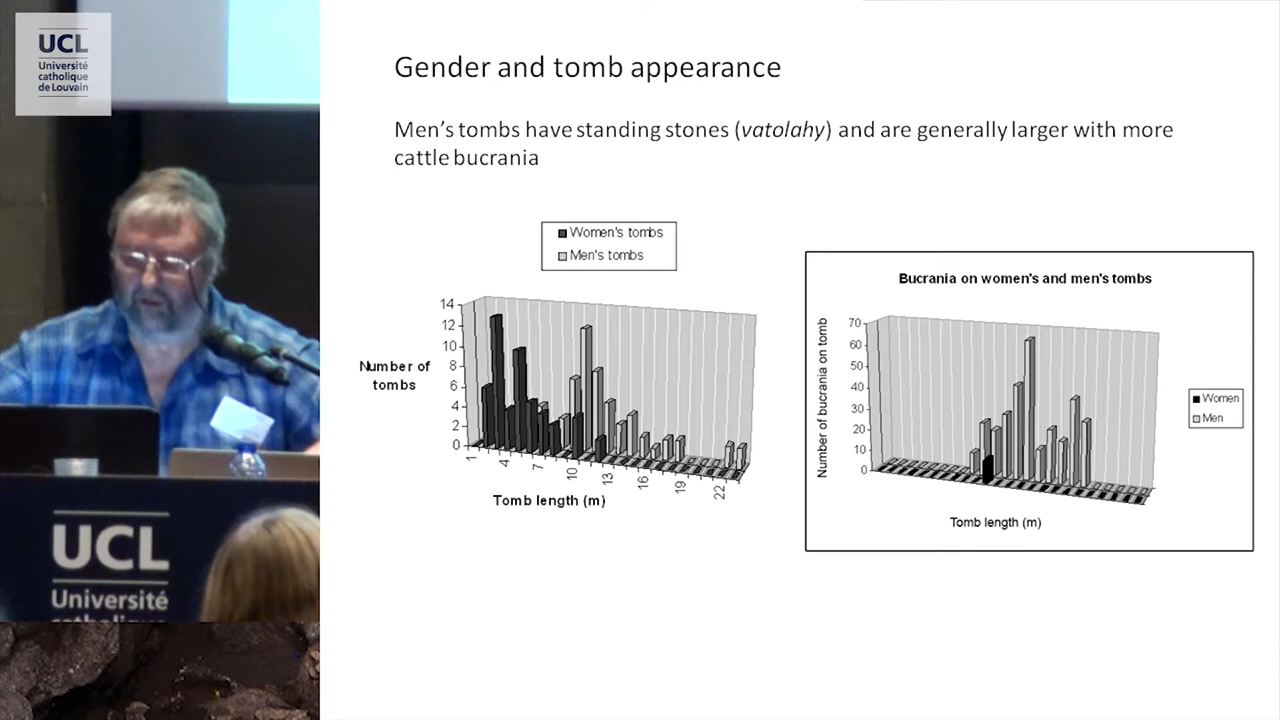 UCL
Université
catholique
de Louvain
Gender and tomb appearance
Men's tombs have standing stones (vatolahy) and are generally larger with more
cattle bucrania
Women's tombs
Men's tombs
Number of
tombs
14
12
10
8
6
4
2
0
1
4
7
10
13
16
19
22
Tomb length (m)
Bucrania on women's and men's tombs
Number of bucrania on tomb
70
60
50
40
30
20
10
0
Women
Men
Tomb length (m)
UCL
Université
catholique